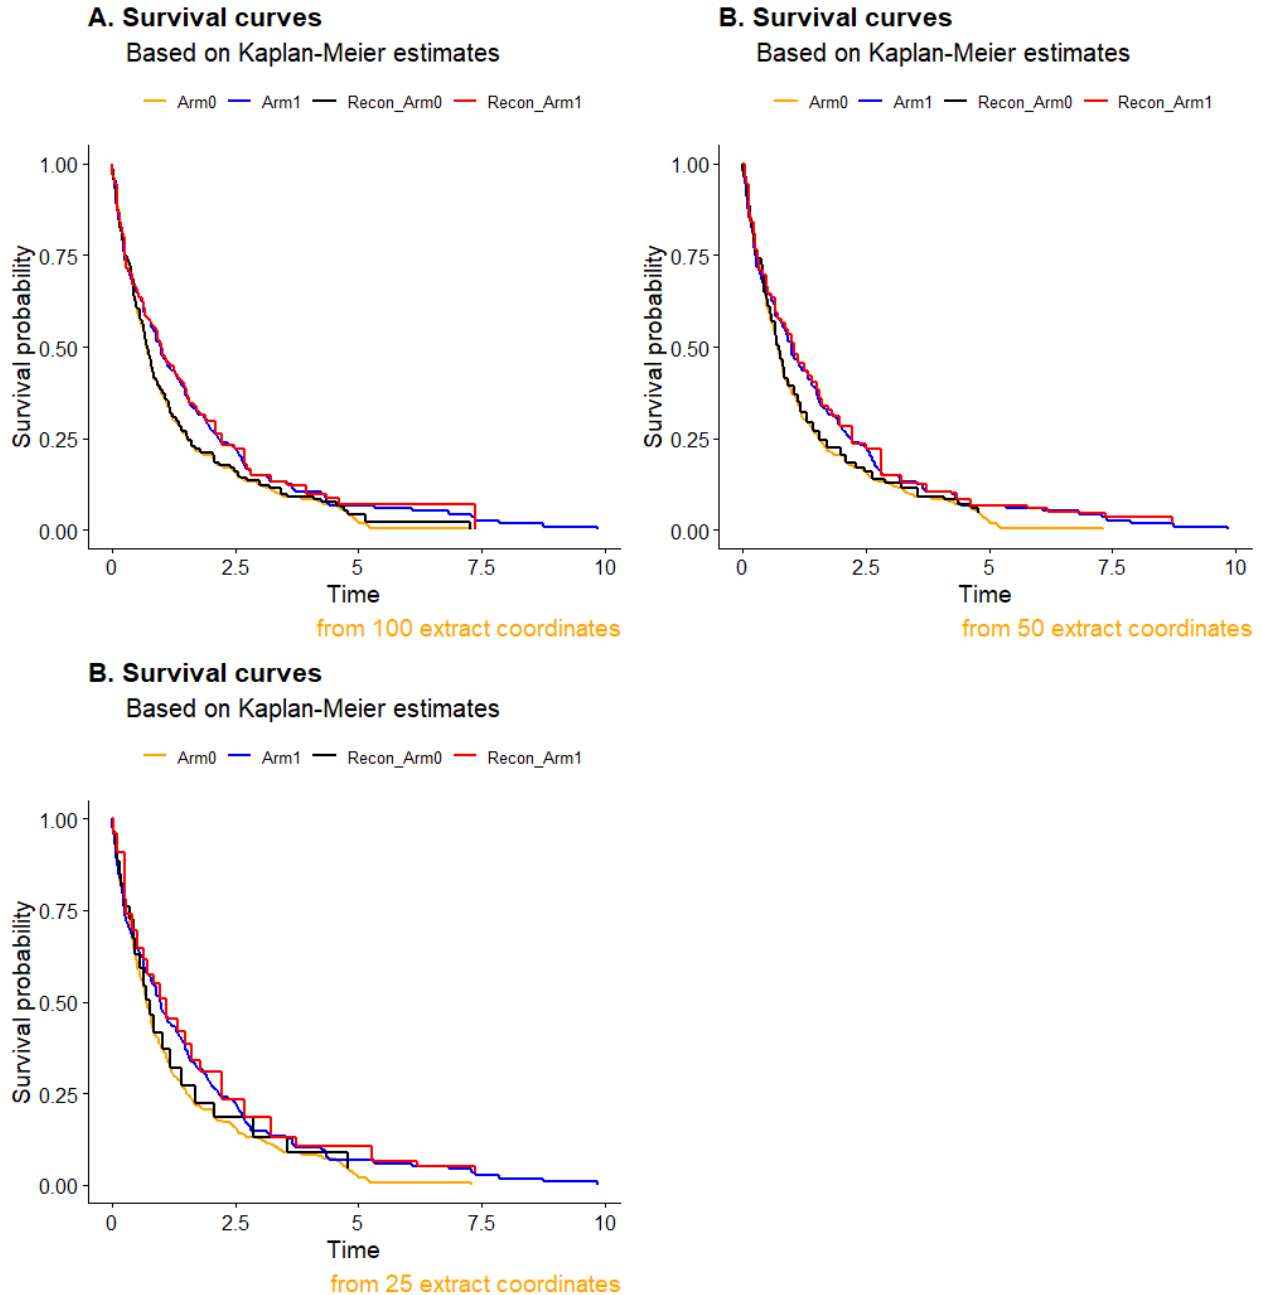 A. Survival curves
Based on Kaplan-Meier estimates
Arm0 Arm1 Recon_Arm0 Recon_Arm1
Survival probability
1.00
0.75
0.50
0.25
0.00
0 2.5 5 7.5 10
Time
from 100 extract coordinates
B. Survival curves
Based on Kaplan-Meier estimates
Arm0 Arm1 Recon_Arm0 Recon_Arm1
Survival probability
1.00
0.75
0.50
0.25
0.00
0 2.5 5 7.5 10
Time
from 50 extract coordinates
B. Survival curves
Based on Kaplan-Meier estimates
Arm0 Arm1 Recon_Arm0 Recon_Arm1
Survival probability
1.00
0.75
0.50
0.25
0.00
0 2.5 5 7.5 10
Time
from 25 extract coordinates